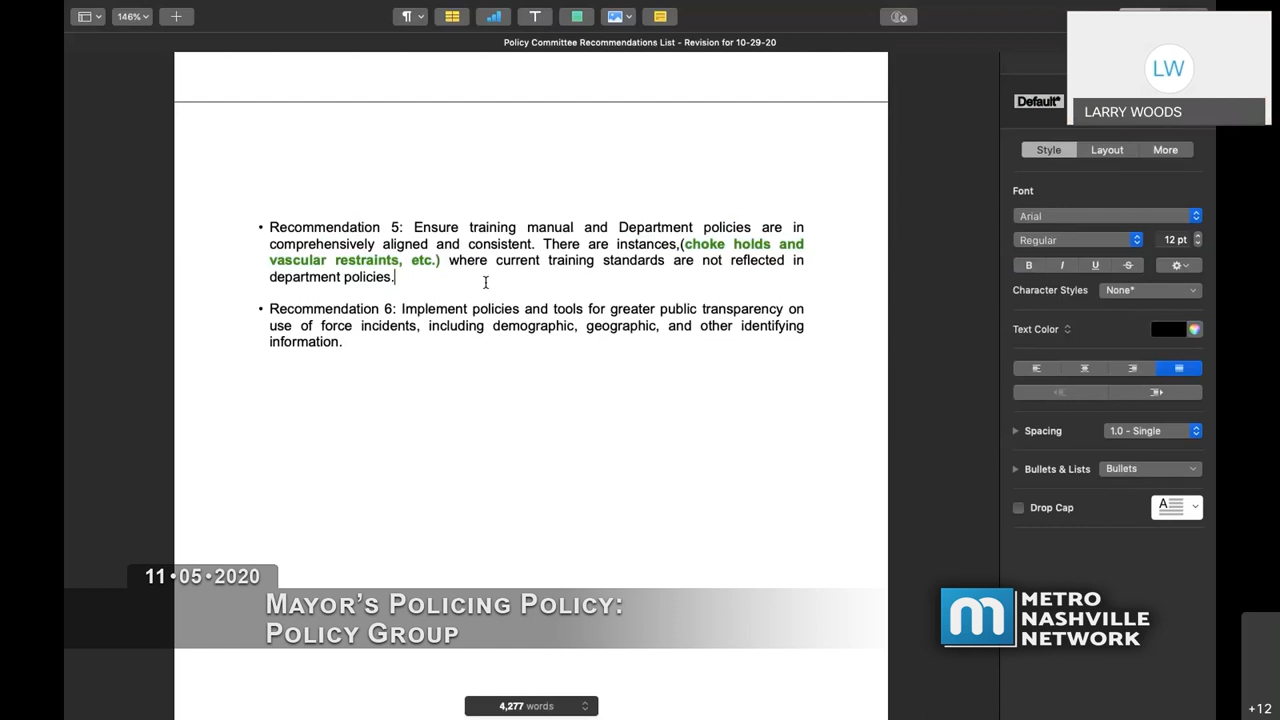 146%
T
Policy Committee Recommendations List - Revision for 10-29-20
LW
LARRY WOODS
Default*
Style Layout More
Font
Arial
Regular 12 pt
B I U S
Character Styles None*
Text Color
Spacing 1.0 - Single
Bullets & Lists Bullets
Drop Cap A
• Recommendation 5: Ensure training manual and Department policies are in
comprehensively aligned and consistent. There are instances,(choke holds and
vascular restraints, etc.) where current training standards are not reflected in
department policies.
• Recommendation 6: Implement policies and tools for greater public transparency on
use of force incidents, including demographic, geographic, and other identifying
information.
11•05•2020
MAYOR'S POLICING POLICY:
POLICY GROUP
m
METRO
NASHVILLE
NETWORK
4,277 words
+12